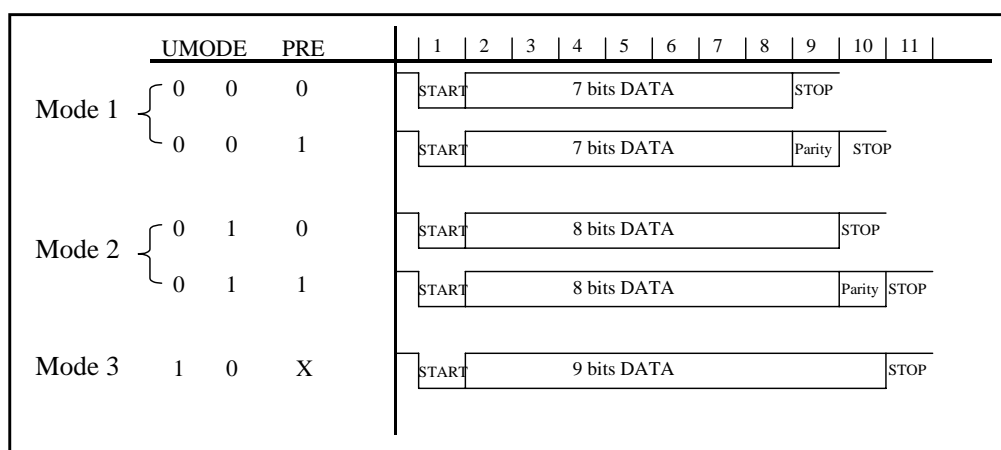 UMODE PRE 1 2 3 4 5 6 7 8 9 10 11
Mode 1
0 0 0 START 7 bits DATA STOP
0 0 1 START 7 bits DATA Parity STOP
Mode 2
0 1 0 START 8 bits DATA STOP
0 1 1 START 8 bits DATA Parity STOP
Mode 3 1 0 X START 9 bits DATA STOP